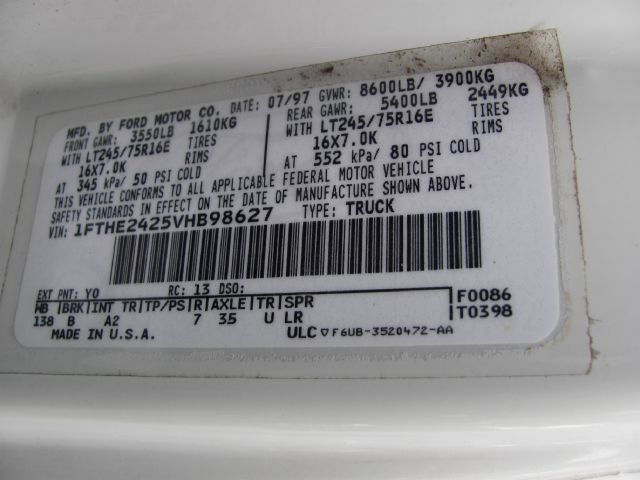 MFD. BY FORD MOTOR CO. DATE: 07/97 GVWR: 8600LB/ 3900KG
FRONT GAWR: 3550LB 1610KG REAR GAWR: 5400LB 2449KG
WITH LT245/75R16E TIRES WITH LT245/75R16E TIRES
16X7.0K RIMS 16X7.0K RIMS
AT 345 kPa/ 50 PSI COLD AT 552 kPa/ 80 PSI COLD
THIS VEHICLE CONFORMS TO ALL APPLICABLE FEDERAL MOTOR VEHICLE
SAFETY STANDARDS IN EFFECT ON THE DATE OF MANUFACTURE SHOWN ABOVE.
VIN: 1FTHE2425VHB98627 TYPE: TRUCK
EXT PNT: YO RC: 13 DSO:
WB |BRK|INT TR|TP/PS|R|AXLE|TR|SPR F0086
138 B A2 7 35 U LR T0398
MADE IN U.S.A. ULC ▽ F6UB-3520472-AA